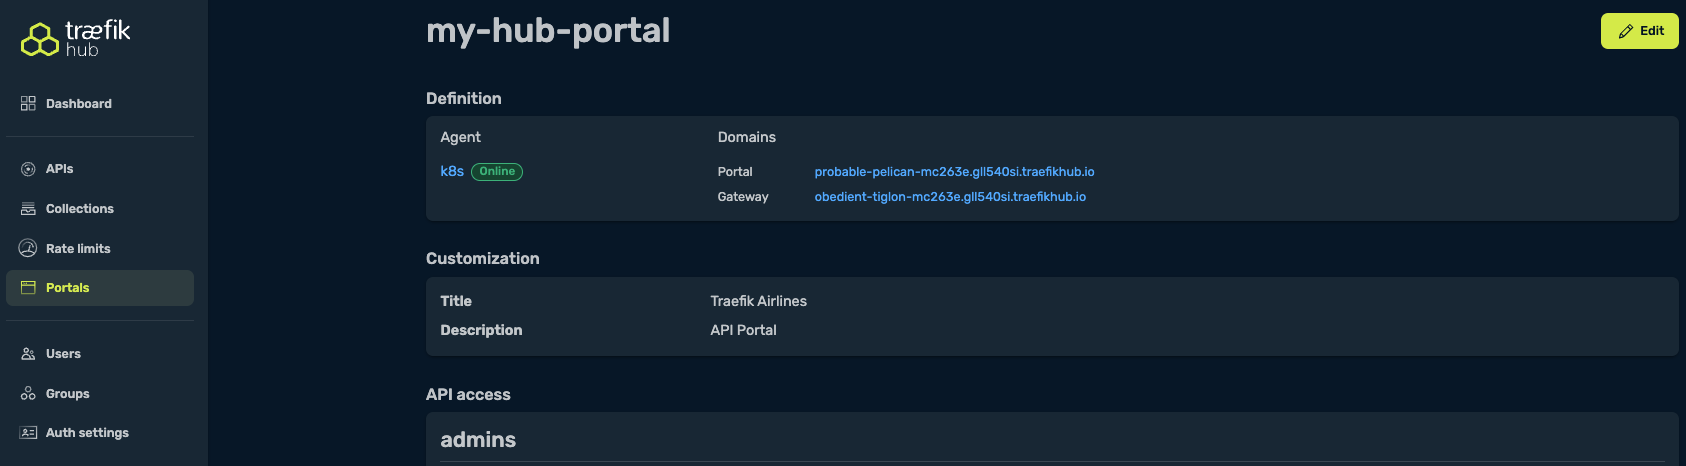 træfik
hub
Dashboard
APIs
Collections
Rate limits
Portals
Users
Groups
Auth settings
my-hub-portal
Edit
Definition
Agent Domains
k8s Online Portal probable-pelican-mc263e.gll540si.traefikhub.io
Gateway obedient-tiglon-mc263e.gll540si.traefikhub.io
Customization
Title Traefik Airlines
Description API Portal
API access
admins